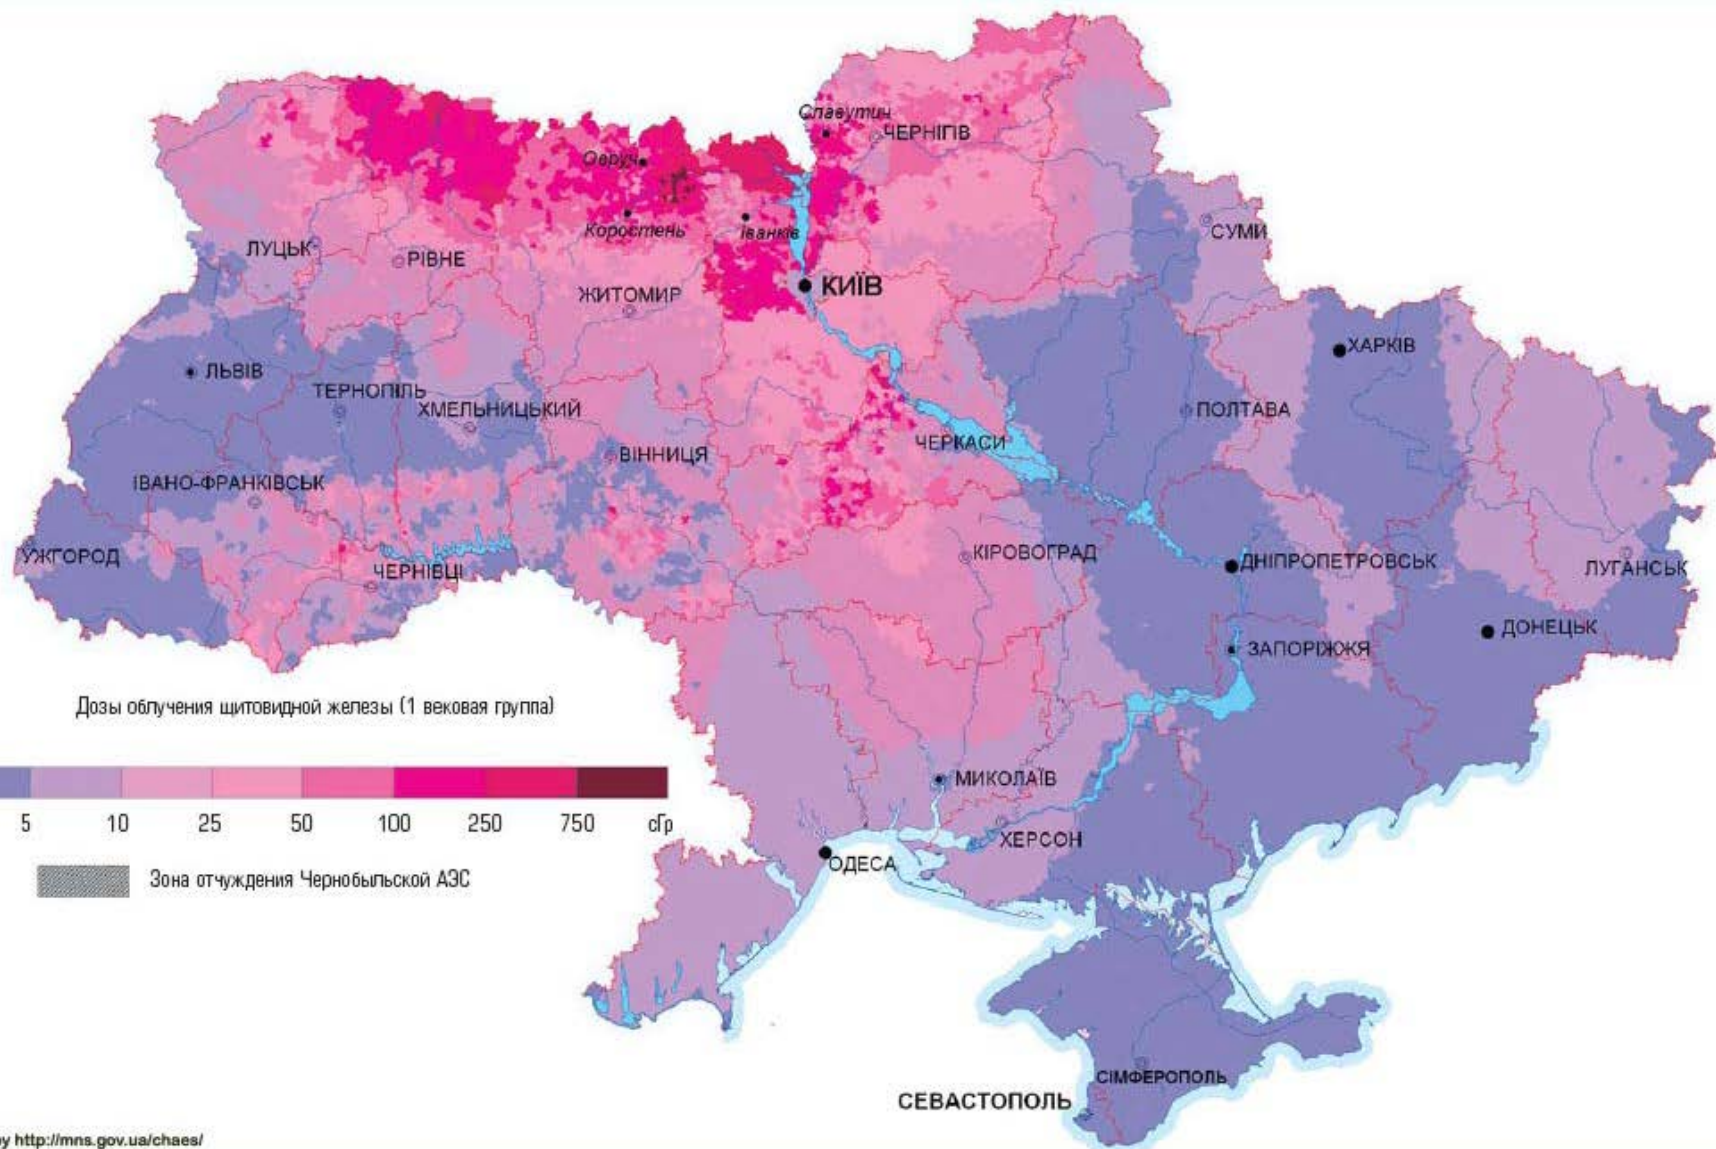 Славутич
ЧЕРНІГІВ
Овруч
Коростень
Іванків
СУМИ
ЛУЦЬК
РІВНЕ
ЖИТОМИР
КИЇВ
ХАРКІВ
ЛЬВІВ
ТЕРНОПІЛЬ
ХМЕЛЬНИЦЬКИЙ
ПОЛТАВА
ЧЕРКАСИ
ВІННИЦЯ
ІВАНО-ФРАНКІВСЬК
УЖГОРОД
ЧЕРНІВЦІ
КІРОВОГРАД
ДНІПРОПЕТРОВСЬК
ЛУГАНСЬК
ДОНЕЦЬК
ЗАПОРІЖЖЯ
Дозы облучения щитовидной железы (1 вековая группа)
5 10 25 50 100 250 750 сГр
Зона отчуждения Чернобыльской АЭС
МИКОЛАЇВ
ХЕРСОН
ОДЕСА
СІМФЕРОПОЛЬ
СЕВАСТОПОЛЬ
by http://mns.gov.ua/chaes/